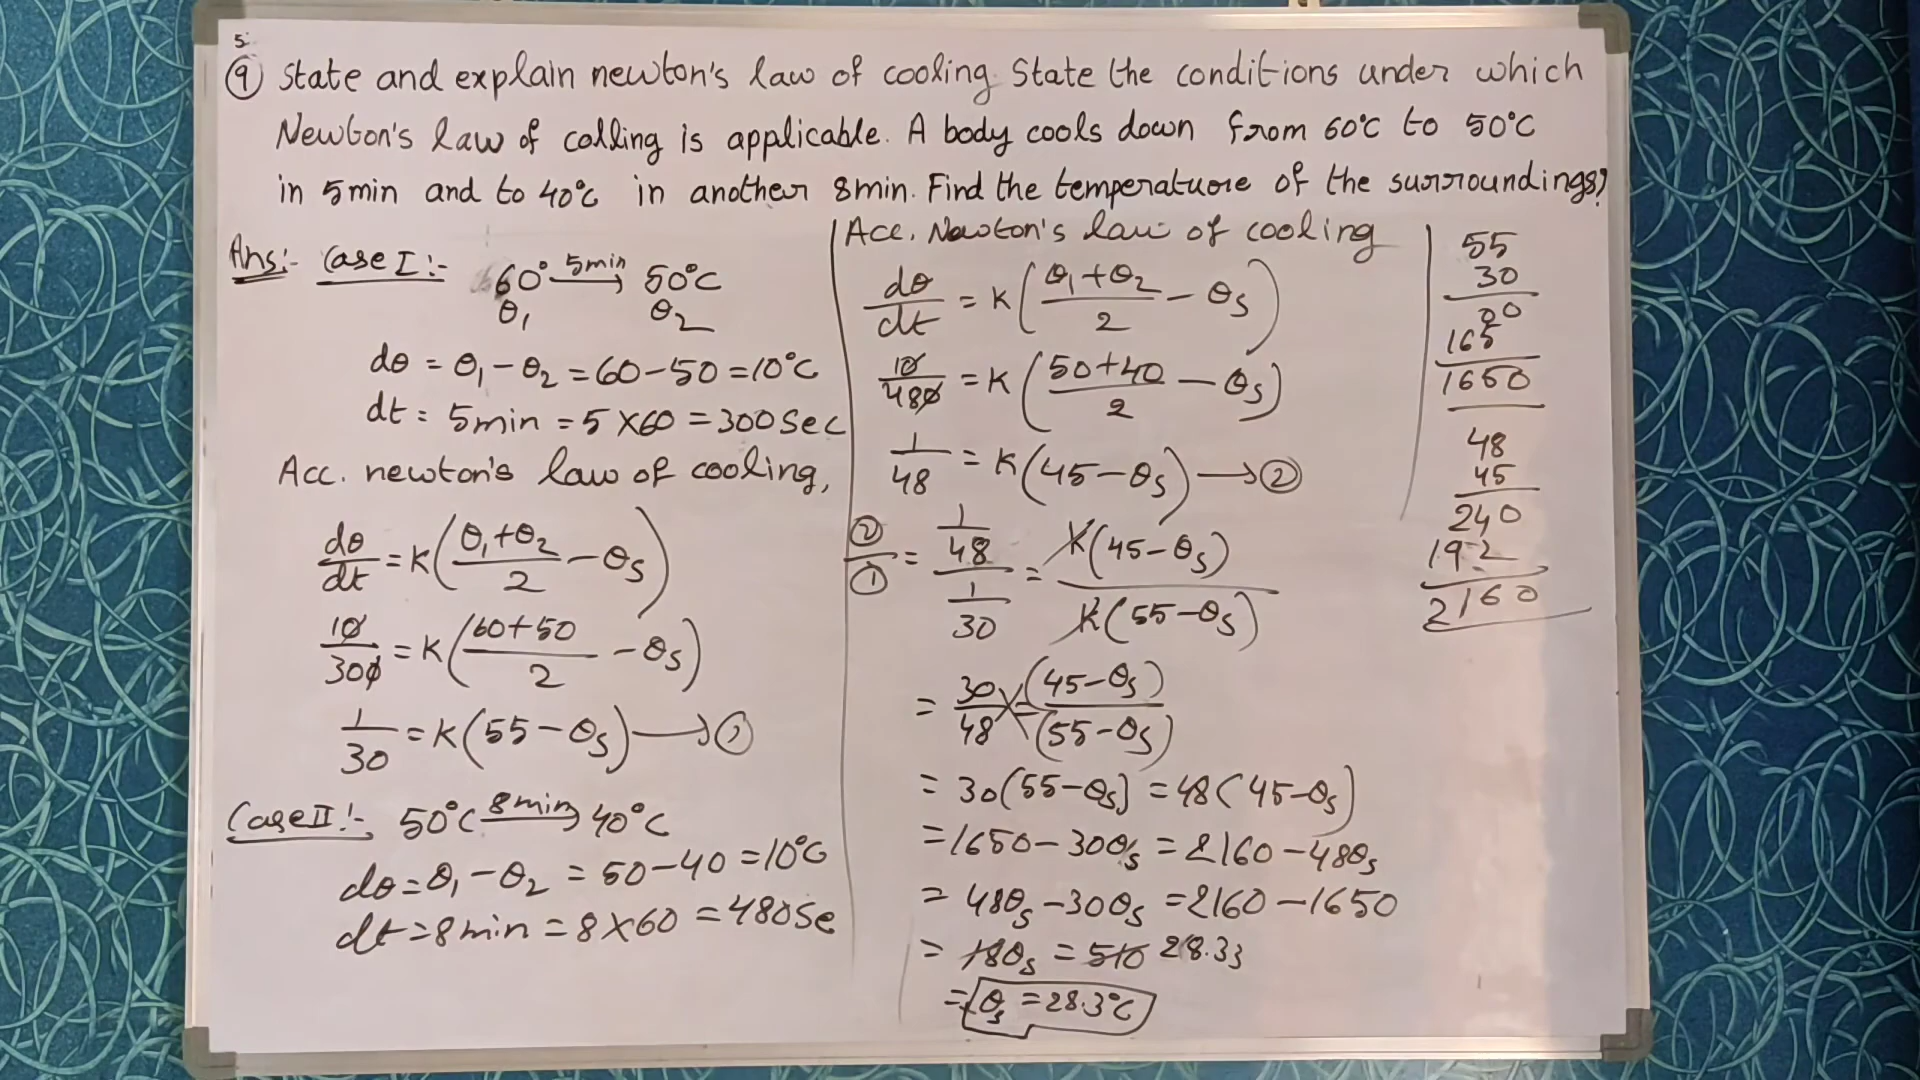 5.
⑨ State and explain newton's law of cooling. State the conditions under which
Newton's law of colling is applicable. A body cools down from 60°C to 50°C
in 5min and to 40°C in another 8min. Find the temperature of the surroundings?
Ans:- Case I :- 60° 5min→ 50°C
θ₁ θ₂
dθ = θ₁ - θ₂ = 60-50 = 10°C
dt = 5min = 5×60 = 300Sec
Acc. newton's law of cooling,
dθ/dt = K(θ₁+θ₂/2 - θs)
10/300 = K(60+50/2 - θs)
1/30 = K(55-θs) → ①
Case II :- 50°C 8min→ 40°C
dθ = θ₁ - θ₂ = 50-40 = 10°C
dt = 8min = 8×60 = 480Se
Acc. Newton's law of cooling
dθ/dt = K(θ₁+θ₂/2 - θs)
10/480 = K(50+40/2 - θs)
1/48 = K(45-θs) → ②
②/① = 1/48 / 1/30 = K(45-θs) / K(55-θs)
= 30/48 = (45-θs)/(55-θs)
= 30(55-θs) = 48(45-θs)
= 1650-30θs = 2160-48θs
= 48θs-30θs = 2160-1650
= 18θs = 510 28.33
= θs = 28.3°C
55
30
00
165
1650
48
45
240
192
2160